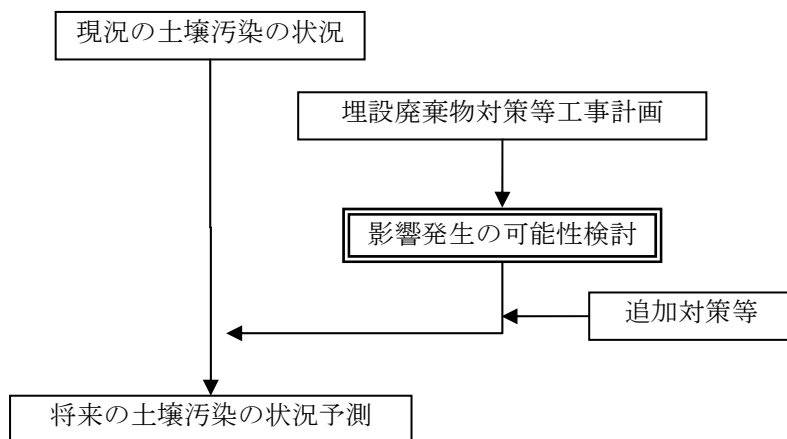 現況の土壌汚染の状況
埋設廃棄物対策等工事計画
影響発生の可能性検討
追加対策等
将来の土壌汚染の状況予測